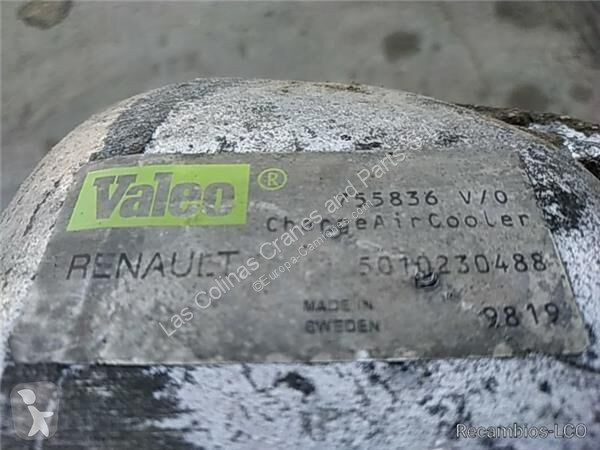 Valeo ®
755836 V/0
ChargeAirCooler
RENAULT
5010230488
MADE IN
SWEDEN
9819
Las Colinas Cranes and Parts
Recambios-LCO